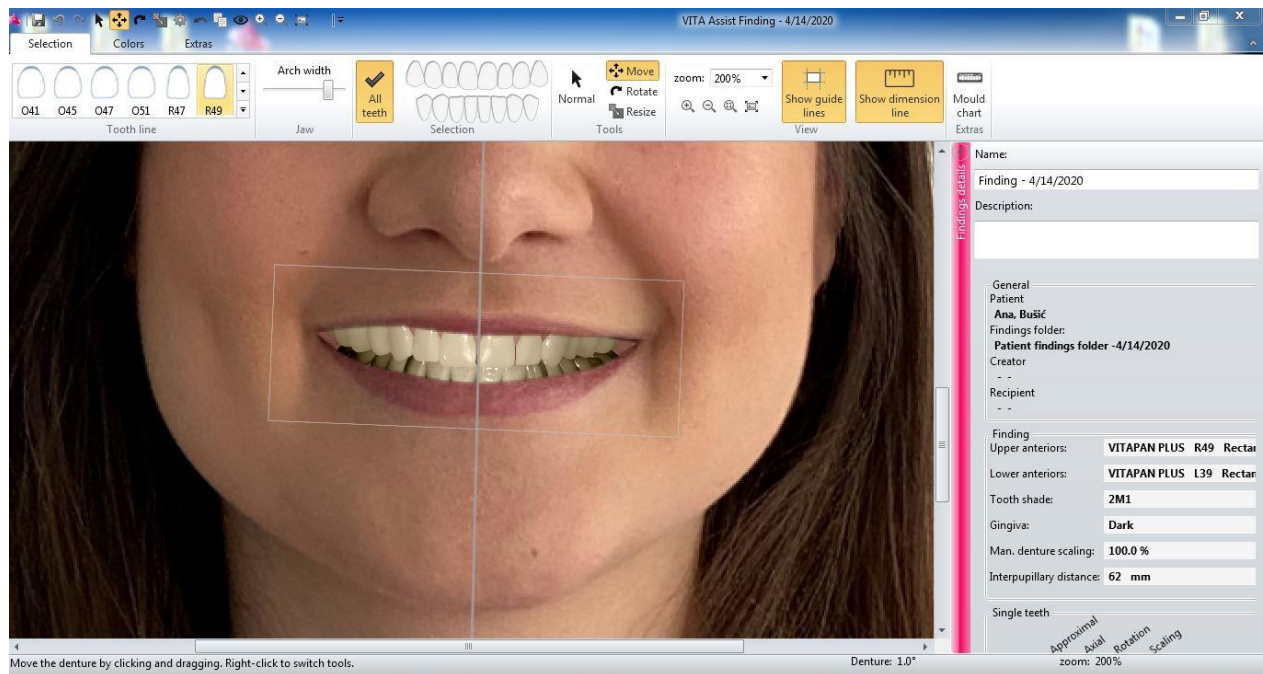 VITA Assist Finding - 4/14/2020
Selection Colors Extras
O41 O45 O47 O51 R47 R49
Tooth line
Arch width
Jaw
All teeth
Selection
Normal
Move
Rotate
Resize
Tools
zoom: 200%
Show guide lines
Show dimension line
View
Mould chart
Extras
Findings details
Name:
Finding - 4/14/2020
Description:
General
Patient
Ana, Bušić
Findings folder:
Patient findings folder -4/14/2020
Creator
- -
Recipient
- -
Finding
Upper anteriors: VITAPAN PLUS R49 Rectan
Lower anteriors: VITAPAN PLUS L39 Rectan
Tooth shade: 2M1
Gingiva: Dark
Man. denture scaling: 100.0 %
Interpupillary distance: 62 mm
Single teeth
Approximal Axial Rotation Scaling
Move the denture by clicking and dragging. Right-click to switch tools. Denture: 1.0° zoom: 200%